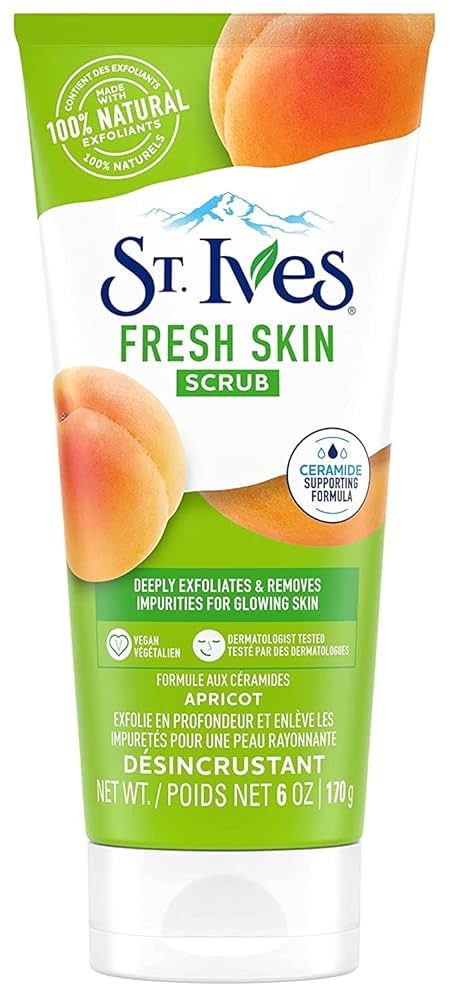 CONTIENT DES EXFOLIANTS
MADE
WITH
100% NATURAL
EXFOLIANTS
100% NATURELS
ST. IVES®
FRESH SKIN
SCRUB
CERAMIDE
SUPPORTING
FORMULA
DEEPLY EXFOLIATES & REMOVES
IMPURITIES FOR GLOWING SKIN
VEGAN
VÉGÉTALIEN
DERMATOLOGIST TESTED
TESTÉ PAR DES DERMATOLOGUES
FORMULE AUX CÉRAMIDES
APRICOT
EXFOLIE EN PROFONDEUR ET ENLÈVE LES
IMPURETÉS POUR UNE PEAU RAYONNANTE
DÉSINCRUSTANT
NET WT. / POIDS NET 6 OZ | 170 g